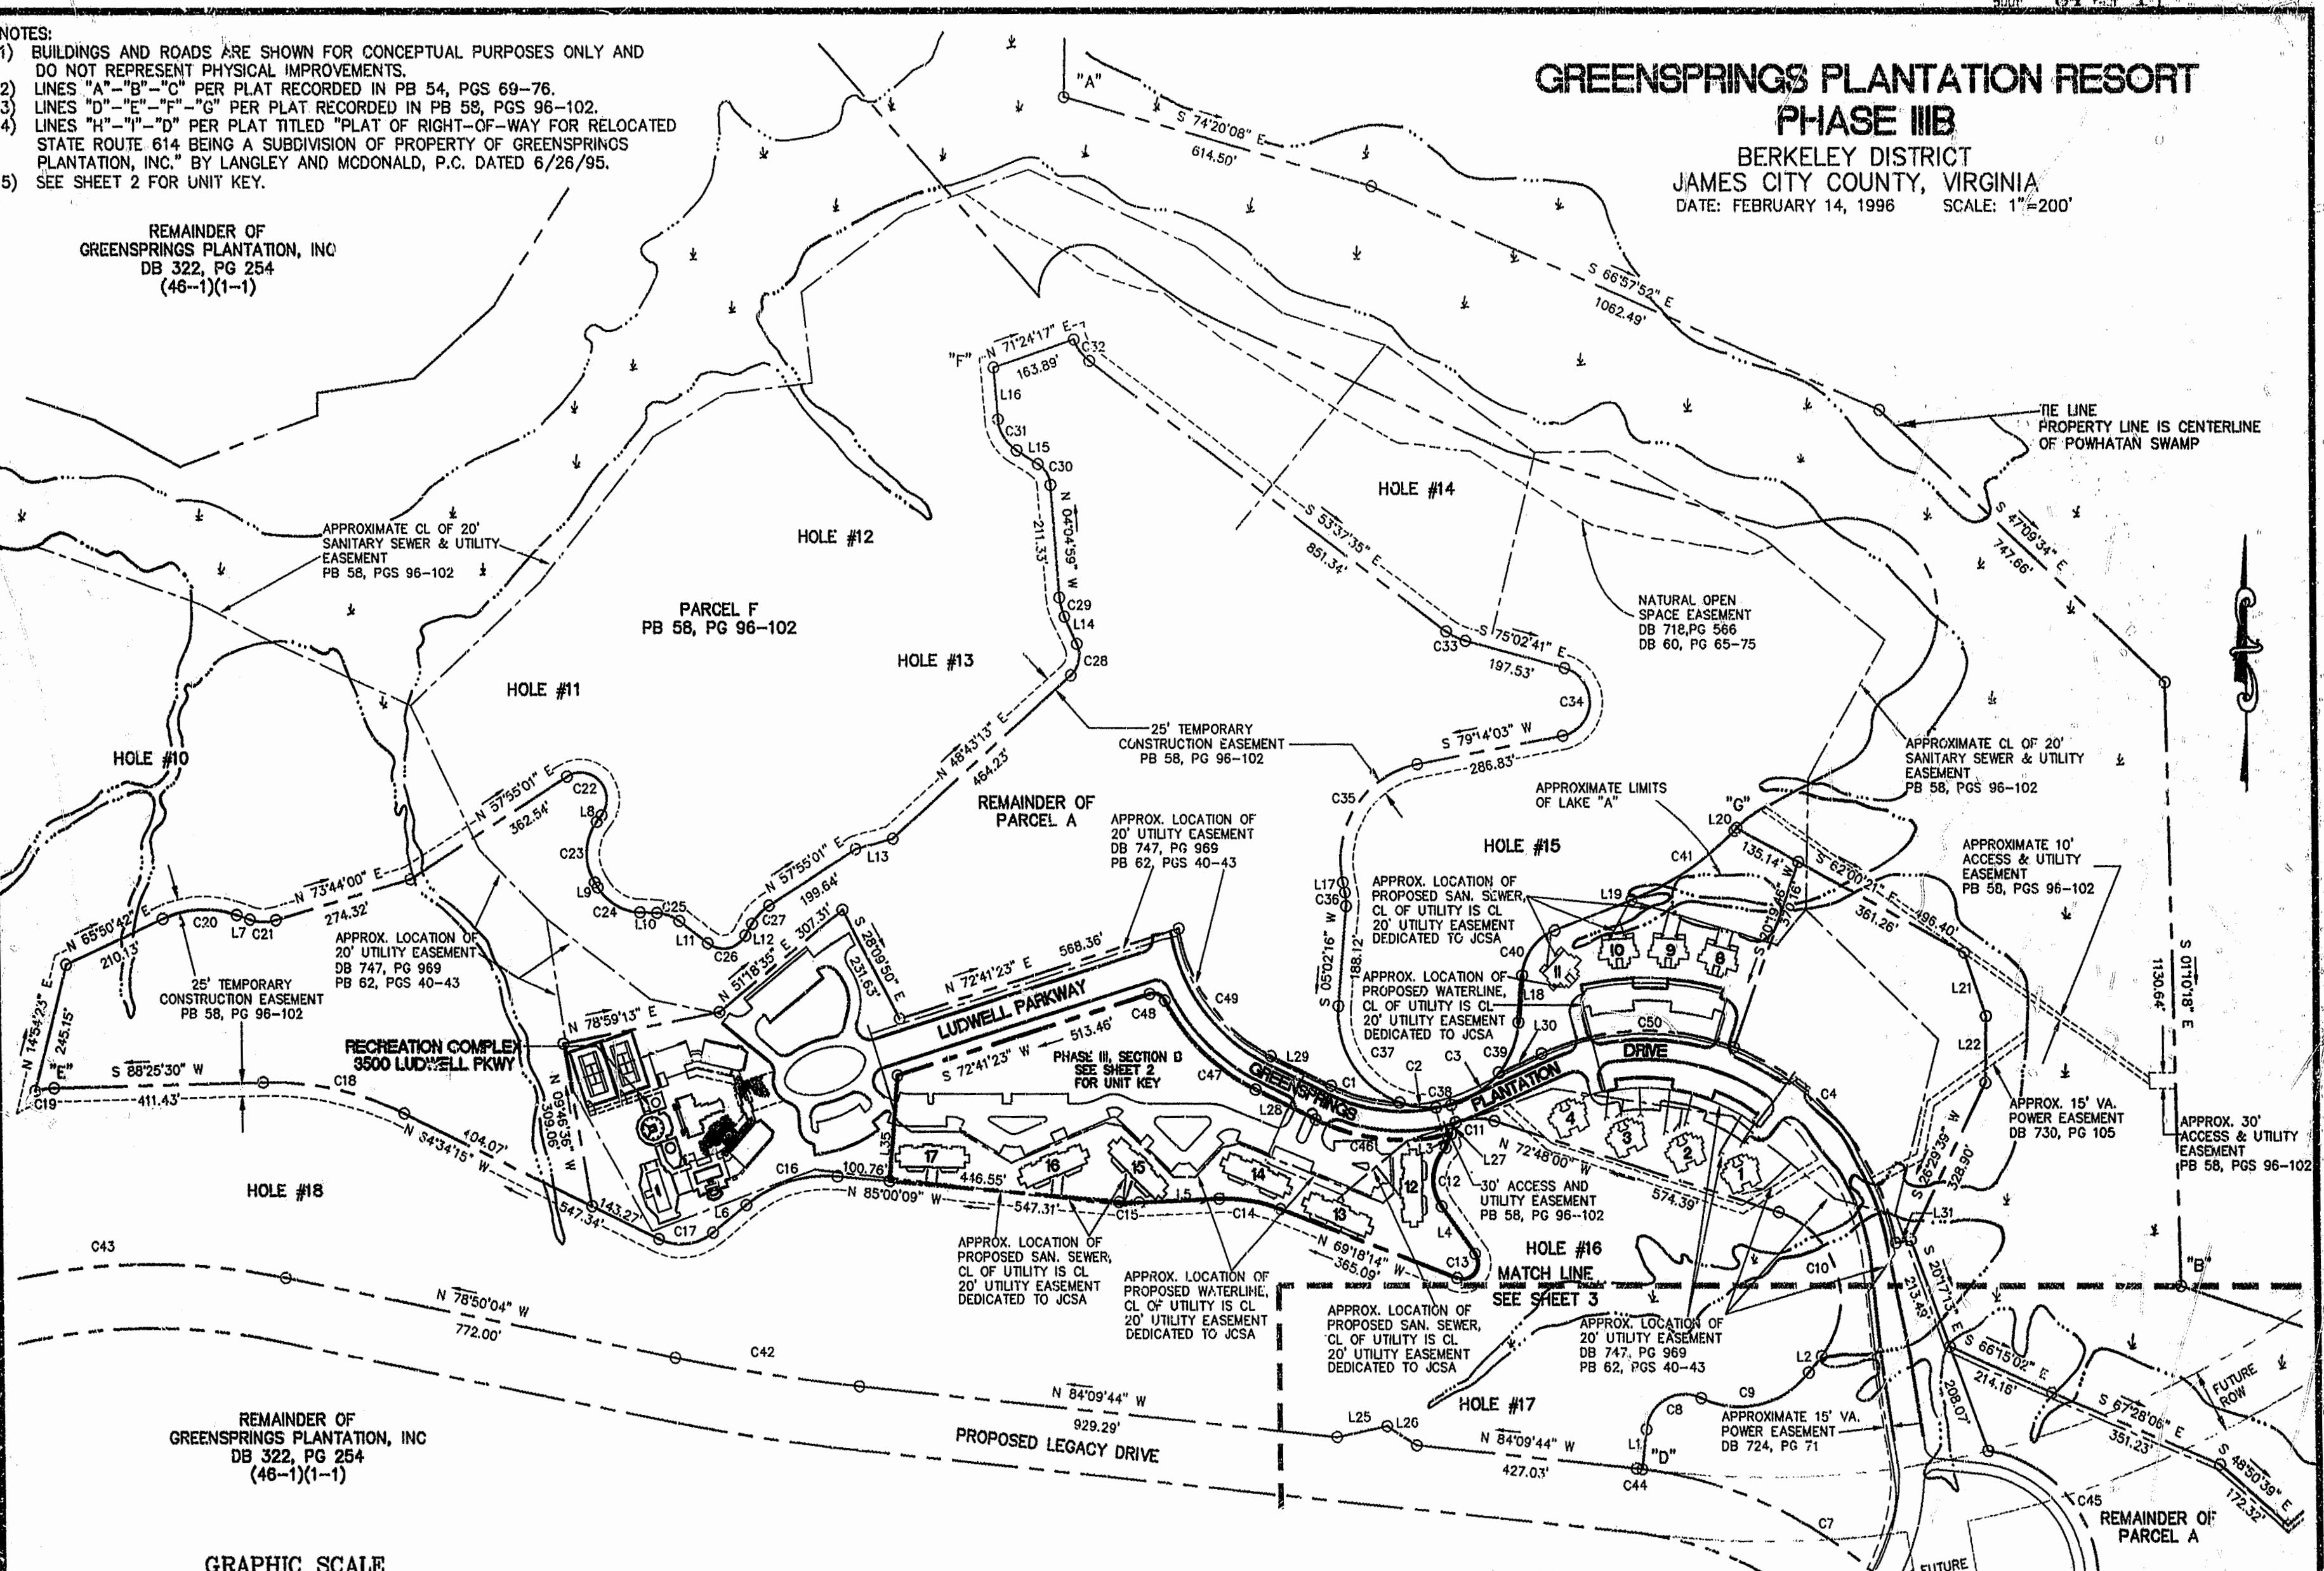 NOTES:
1) BUILDINGS AND ROADS ARE SHOWN FOR CONCEPTUAL PURPOSES ONLY AND
DO NOT REPRESENT PHYSICAL IMPROVEMENTS.
2) LINES "A"-"B"-"C" PER PLAT RECORDED IN PB 54, PGS 69-76.
3) LINES "D"-"E"-"F"-"G" PER PLAT RECORDED IN PB 58, PGS 96-102.
4) LINES "H"-"I"-"D" PER PLAT TITLED "PLAT OF RIGHT-OF-WAY FOR RELOCATED
STATE ROUTE 614 BEING A SUBDIVISION OF PROPERTY OF GREENSPRINGS
PLANTATION, INC." BY LANGLEY AND MCDONALD, P.C. DATED 6/26/95.
5) SEE SHEET 2 FOR UNIT KEY.
GREENSPRINGS PLANTATION RESORT
PHASE IIIB
BERKELEY DISTRICT
JAMES CITY COUNTY, VIRGINIA
DATE: FEBRUARY 14, 1996 SCALE: 1"=200'
REMAINDER OF
GREENSPRINGS PLANTATION, INC
DB 322, PG 254
(46--1)(1-1)
"A"
S 74°20'08" E
614.50'
S 66°57'52" E
1062.49'
TIE LINE
PROPERTY LINE IS CENTERLINE
OF POWHATAN SWAMP
S 47°09'34" E
747.66'
"F"
N 71°24'17" E
163.89'
C32
L16
C31
L15
C30
N 04°04'59" W
211.33'
C29
L14
C28
HOLE #14
S 53°37'35" E
851.34'
HOLE #12
APPROXIMATE CL OF 20'
SANITARY SEWER & UTILITY
EASEMENT
PB 58, PGS 96-102
PARCEL F
PB 58, PG 96-102
HOLE #13
HOLE #11
HOLE #10
NATURAL OPEN
SPACE EASEMENT
DB 718,PG 566
DB 60, PG 65-75
C33
S 75°02'41" E
197.53'
C34
S 79°14'03" W
286.83'
C35
25' TEMPORARY
CONSTRUCTION EASEMENT
PB 58, PG 96-102
N 48°43'13" E
464.23'
APPROXIMATE CL OF 20'
SANITARY SEWER & UTILITY
EASEMENT
PB 58, PGS 96-102
APPROXIMATE LIMITS
OF LAKE "A"
"G"
L20
REMAINDER OF
PARCEL A
APPROX. LOCATION OF
20' UTILITY EASEMENT
DB 747, PG 969
PB 62, PGS 40-43
HOLE #15
C41
135.14'
S 62°00'21" E
361.26'
496.40'
S 20°19'46" W
370.16'
APPROXIMATE 10'
ACCESS & UTILITY
EASEMENT
PB 58, PGS 96-102
N 57°55'01" E
362.54'
C22
L8
C23
L9
C24
L10
C25
L11
C26
L12
C27
N 57°55'01" E
199.64'
L13
N 73°44'00" E
274.32'
N 65°50'42" E
210.13'
C20
L7
C21
APPROX. LOCATION OF
20' UTILITY EASEMENT
DB 747, PG 969
PB 62, PGS 40-43
25' TEMPORARY
CONSTRUCTION EASEMENT
PB 58, PG 96-102
N 14°54'23" E
245.15'
"E"
C19
S 88°25'30" W
411.43'
C18
N 51°18'35" E
307.31'
S 28°09'50" E
231.63'
N 72°41'23" E
568.36'
LUDWELL PARKWAY
S 72°41'23" W
513.46'
C48
C49
C47
L17
C36
S 05°02'16" W
188.12'
APPROX. LOCATION OF
PROPOSED SAN. SEWER,
CL OF UTILITY IS CL
20' UTILITY EASEMENT
DEDICATED TO JCSA
APPROX. LOCATION OF
PROPOSED WATERLINE,
CL OF UTILITY IS CL
20' UTILITY EASEMENT
DEDICATED TO JCSA
L19
C40
L18
L30
11
10
9
8
C50
L21
L22
S 01°10'18" E
1130.64'
N 78°59'13" E
RECREATION COMPLEX
3500 LUDWELL PKWY
N 09°46'36" W
309.06'
PHASE III, SECTION B
SEE SHEET 2
FOR UNIT KEY
L29
C1
C37
C2
C3
C38
C39
GREENSPRINGS
PLANTATION
DRIVE
C4
L28
C46
C11
L3
L27
4
3
2
1
APPROX. 15' VA.
POWER EASEMENT
DB 730, PG 105
APPROX. 30'
ACCESS & UTILITY
EASEMENT
PB 58, PGS 96-102
N 72°48'00" W
574.39'
S 26°29'39" W
328.90'
L31
404.07'
N 54°34'15" W
547.34'
143.27'
C17
L6
C16
100.76'
L35
N 85°00'09" W
446.55'
547.31'
17
16
15
14
13
12
C15
L5
C14
C12
L4
C13
30' ACCESS AND
UTILITY EASEMENT
PB 58, PG 96--102
HOLE #18
N 69°18'14" W
365.09'
HOLE #16
MATCH LINE
SEE SHEET 3
C10
S 20°17'13" E
213.49'
"B"
C43
N 78°50'04" W
772.00'
C42
APPROX. LOCATION OF
PROPOSED SAN. SEWER,
CL OF UTILITY IS CL
20' UTILITY EASEMENT
DEDICATED TO JCSA
APPROX. LOCATION OF
PROPOSED WATERLINE,
CL OF UTILITY IS CL
20' UTILITY EASEMENT
DEDICATED TO JCSA
APPROX. LOCATION OF
PROPOSED SAN. SEWER,
CL OF UTILITY IS CL
20' UTILITY EASEMENT
DEDICATED TO JCSA
APPROX. LOCATION OF
20' UTILITY EASEMENT
DB 747, PG 969
PB 62, PGS 40-43
L2
S 66°15'02" E
214.16'
FUTURE
ROW
N 84°09'44" W
929.29'
HOLE #17
C8
C9
L25
L26
L1
"D"
C44
APPROXIMATE 15' VA.
POWER EASEMENT
DB 724, PG 71
208.07'
S 67°28'06" E
351.23'
S 48°50'39" E
172.32'
REMAINDER OF
GREENSPRINGS PLANTATION, INC
DB 322, PG 254
(46-1)(1-1)
PROPOSED LEGACY DRIVE
N 84°09'44" W
427.03'
C7
C45
REMAINDER OF
PARCEL A
GRAPHIC SCALE
FUTURE